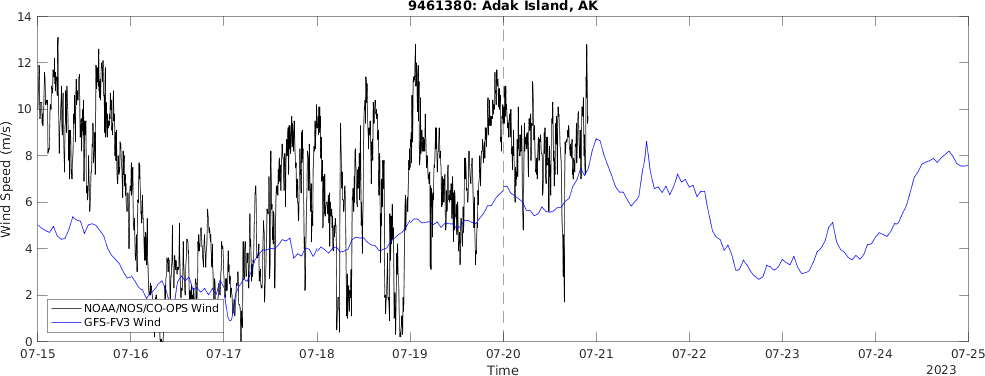 9461380: Adak Island, AK
Wind Speed (m/s)
14
12
10
8
6
4
2
0
NOAA/NOS/CO-OPS Wind
GFS-FV3 Wind
07-15 07-16 07-17 07-18 07-19 07-20 07-21 07-22 07-23 07-24 07-25
Time
2023